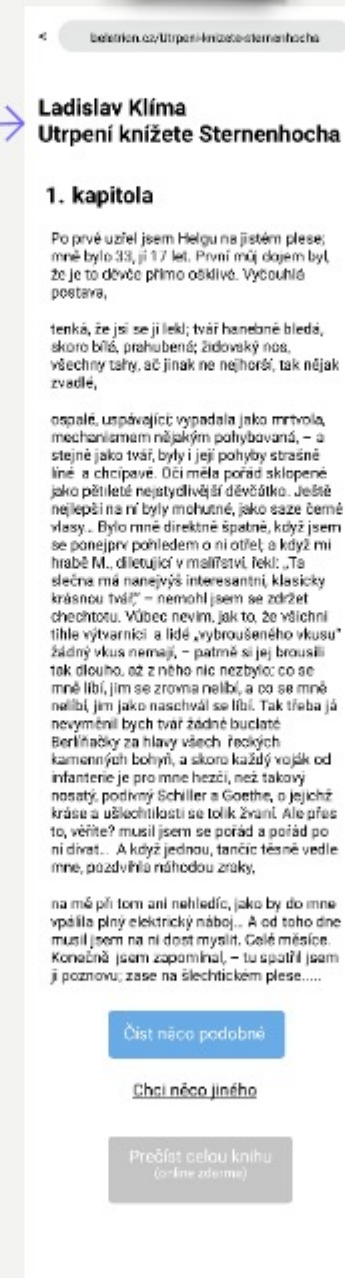 beletrion.cz/Utrpeni-knizete-sternenhocha
Ladislav Klíma
Utrpení knížete Sternenhocha
1. kapitola
Po prvé uzřel jsem Helgu na jistém plese;
mně bylo 33, jí 17 let. První můj dojem byl,
že je to děvče přímo ošklivé. Vyčouhlá
postava,
tenká, že jsi se jí lekl; tvář hanebně bledá,
skoro bílá, prahubená; židovský nos,
všechny tahy, ač jinak ne nejhorší, tak nějak
zvadlé,
ospalé, uspávající; vypadala jako mrtvola,
mechanismem nějakým pohybovaná, – a
stejně jako tvář, byly i její pohyby strašně
líné a chcípavé. Oči měla pořád sklopené
jako pětileté nejstydlivější děvčátko. Ještě
nejlepší na ní byly mohutné, jako saze černé
vlasy... Bylo mně direktně špatně, když jsem
se ponejprv pohledem o ni otřel; a když mi
hrabě M., diletující v malířství, řekl: „Ta
slečna má nanejvýš interesantní, klasicky
krásnou tvář,” – nemohl jsem se zdržet
chechtotu. Vůbec nevím, jak to, že všichni
tihle výtvarníci a lidé „vybroušeného vkusu"
žádný vkus nemají, – patrně si jej brousili
tak dlouho, až z něho nic nezbylo; co se
mně líbí, jim se zrovna nelíbí, a co se mně
nelíbí, jim jako naschvál se líbí. Tak třeba já
nevyměnil bych tvář žádné buclaté
Berlíňačky za hlavy všech řeckých
kamenných bohyň, a skoro každý voják od
infanterie je pro mne hezčí, než takový
nosatý, podivný Schiller a Goethe, o jejichž
kráse a ušlechtilosti se tolik žvaní. Ale přes
to, věříte? musil jsem se pořád a pořád po
ní dívat... A když jednou, tančíc těsně vedle
mne, pozdvihla náhodou zraky,
na mě při tom ani nehledíc, jako by do mne
vpálila plný elektrický náboj... A od toho dne
musil jsem na ni dost myslit. Celé měsíce.
Konečně jsem zapomínal, – tu spatřil jsem
ji poznovu; zase na šlechtickém plese.....
Číst něco podobné
Chci něco jiného
Prečíst celou knihu
(online zdarma)